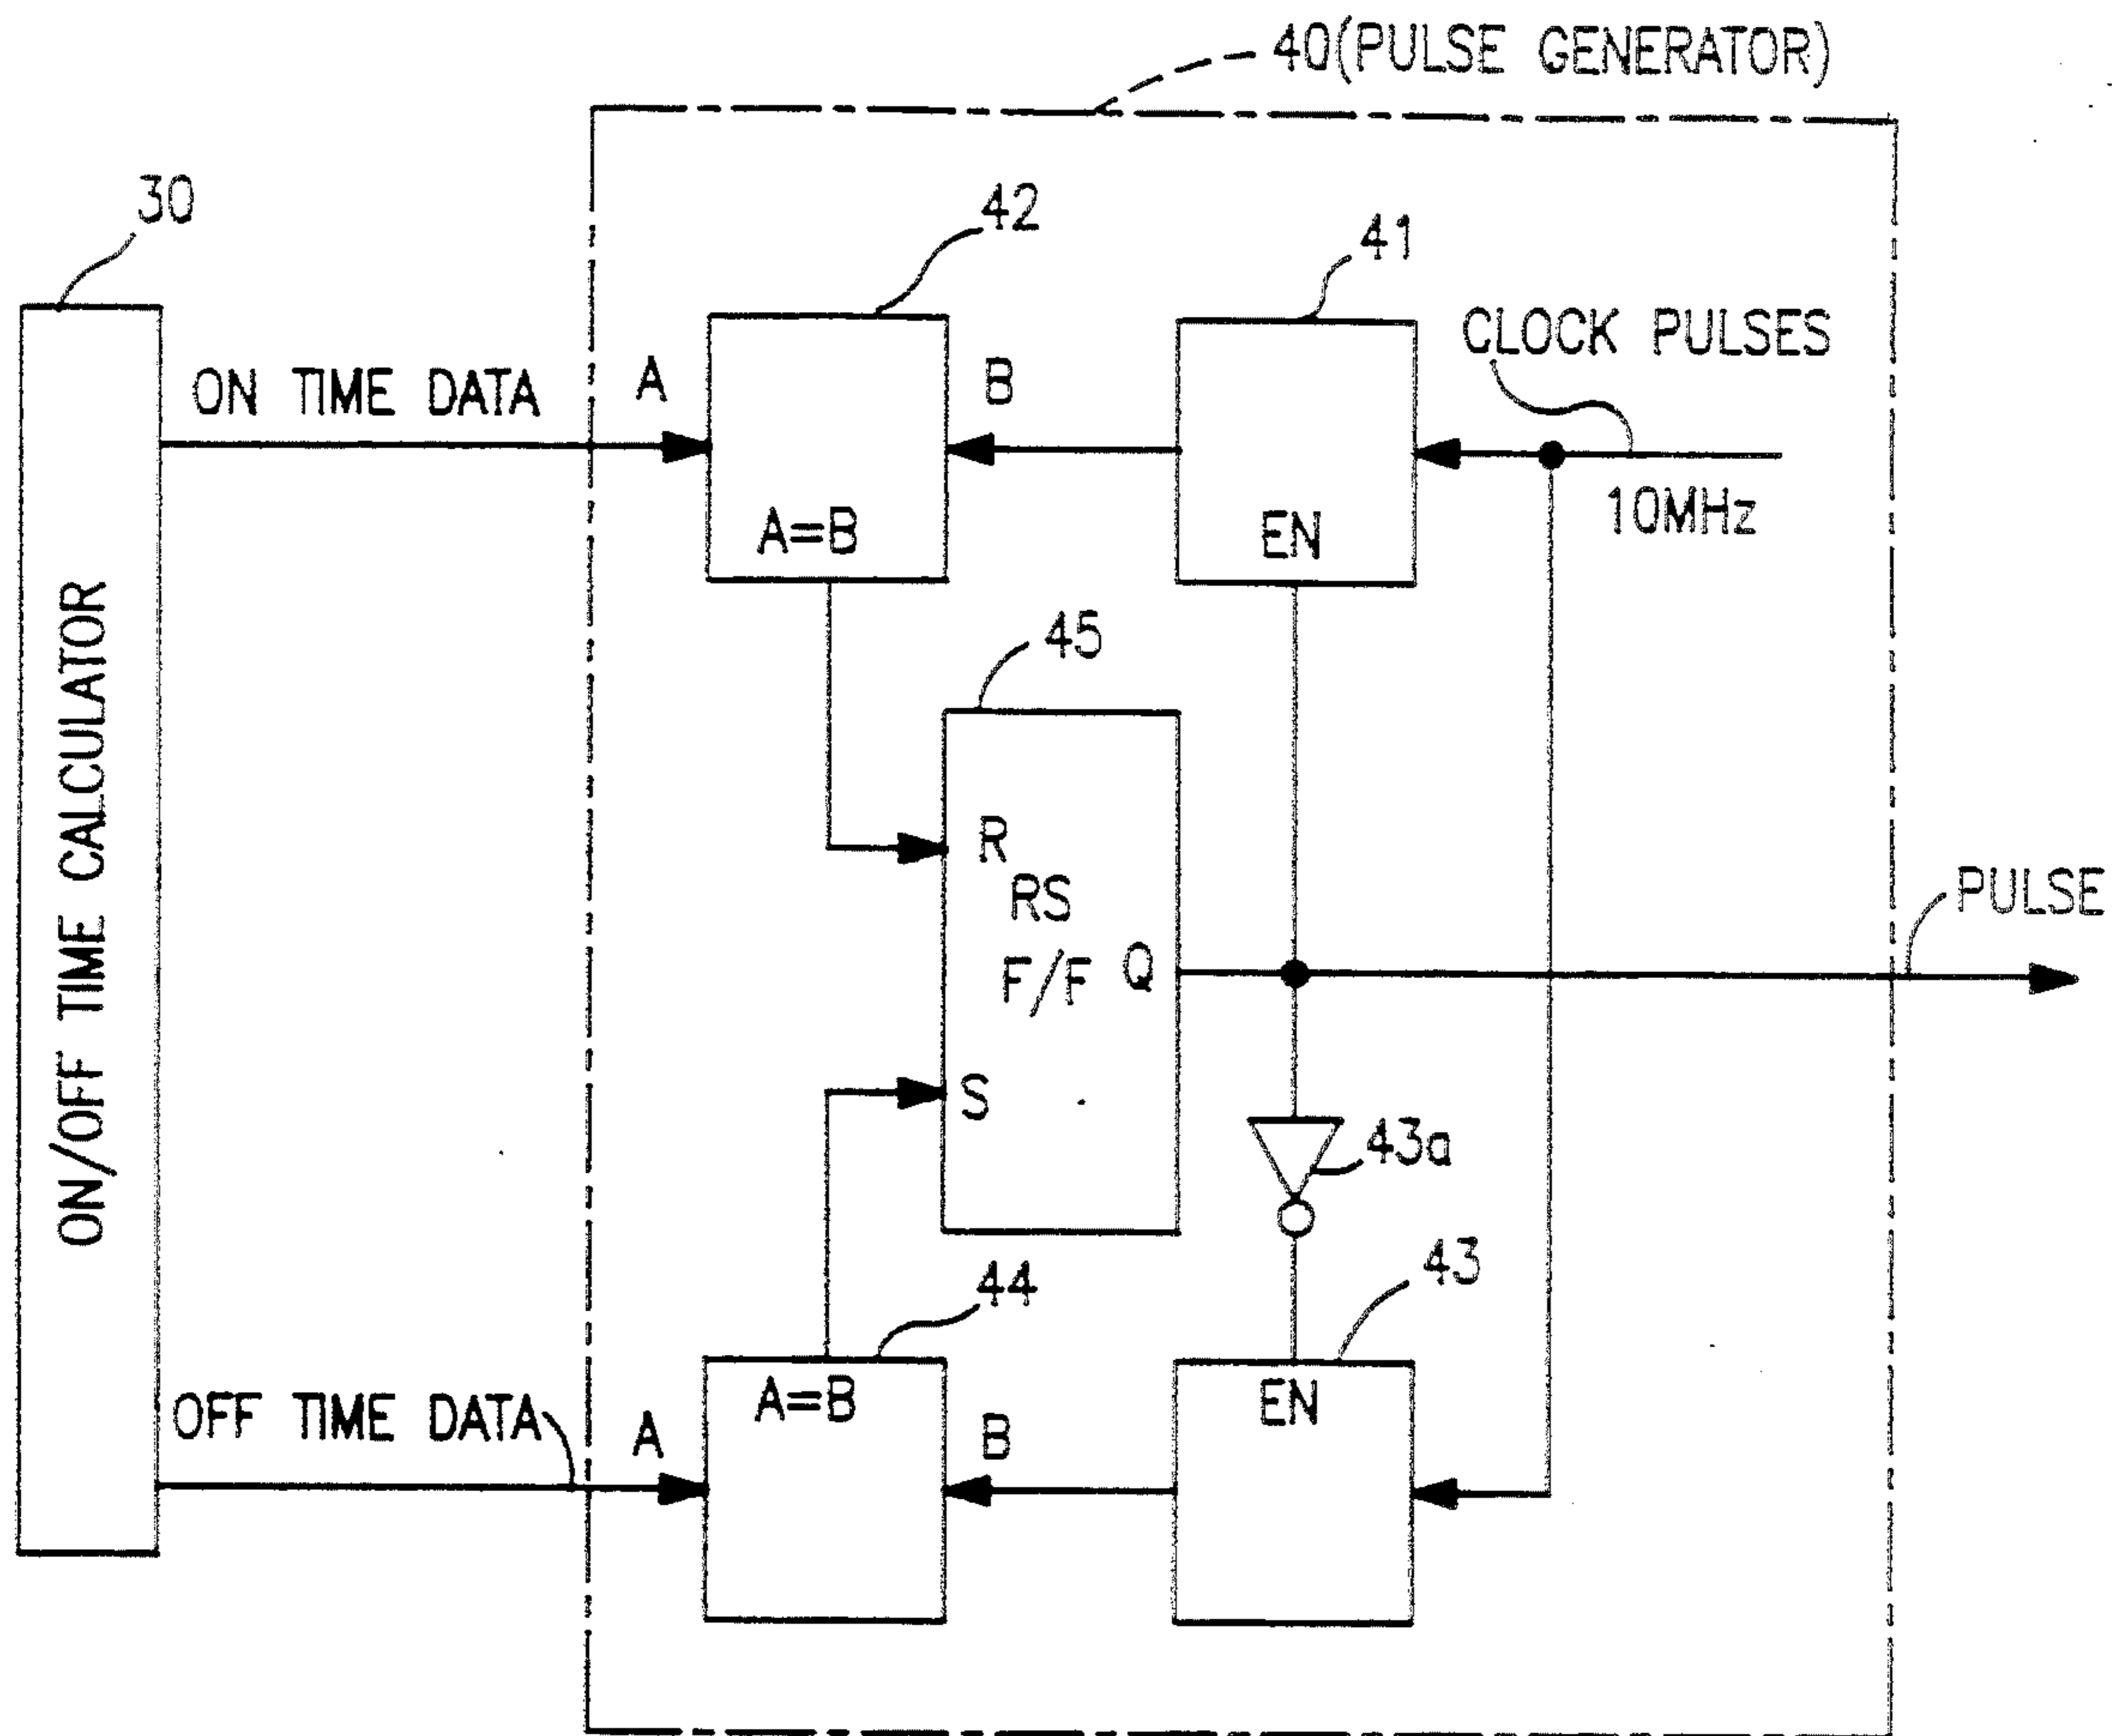 40(PULSE GENERATOR)
30
42
41
CLOCK PULSES
ON TIME DATA
A
B
10MHz
A=B
EN
45
ON/OFF TIME CALCULATOR
R
RS
F/F
Q
PULSE
S
43a
44
43
A=B
EN
OFF TIME DATA
A
B